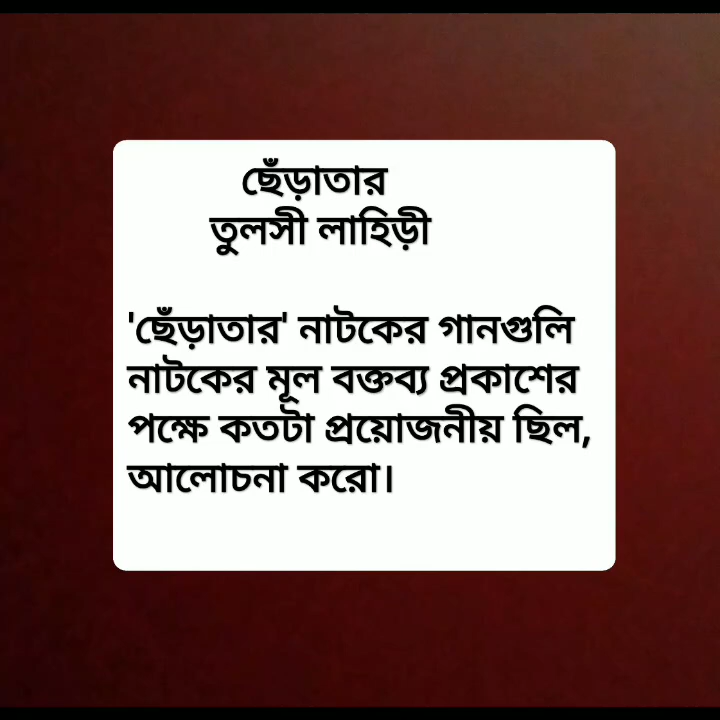 ছেঁড়াতার
তুলসী লাহিড়ী
'ছেঁড়াতার' নাটকের গানগুলি
নাটকের মূল বক্তব্য প্রকাশের
পক্ষে কতটা প্রয়োজনীয় ছিল,
আলোচনা করো।